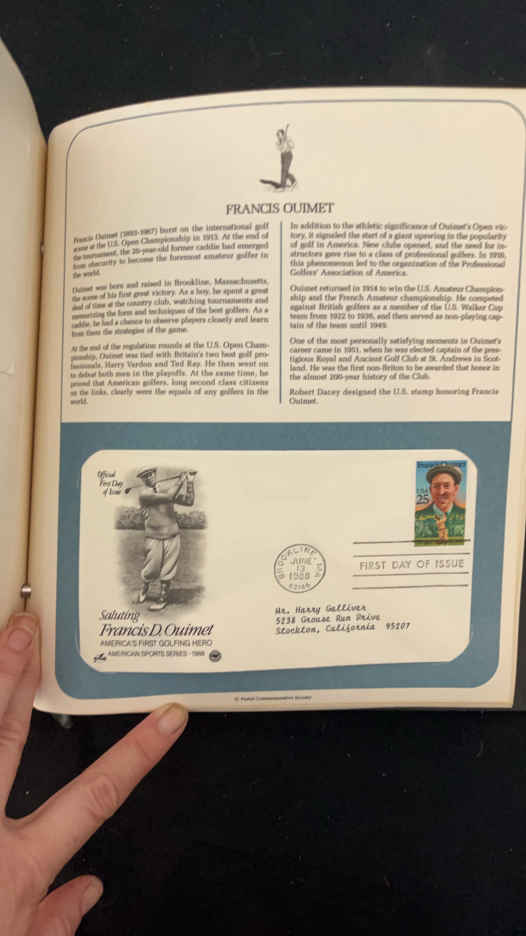 FRANCIS OUIMET
Francis Ouimet (1893-1967) burst on the international golf
scene at the U.S. Open Championship in 1913. At the end of
the tournament, the 20-year-old former caddie had emerged
from obscurity to become the foremost amateur golfer in
the world.
Ouimet was born and raised in Brookline, Massachusetts,
the scene of his first great victory. As a boy, he spent a great
deal of time at the country club, watching tournaments and
memorizing the form and techniques of the best golfers. As a
caddie, he had a chance to observe players closely and learn
from them the strategies of the game.
At the end of the regulation rounds at the U.S. Open Cham-
pionship, Ouimet was tied with Britain's two best golf pro-
fessionals, Harry Vardon and Ted Ray. He then went on
to defeat both men in the playoffs. At the same time, he
proved that American golfers, long second class citizens
on the links, clearly were the equals of any golfers in the
world.
In addition to the athletic significance of Ouimet's Open vic-
tory, it signaled the start of a giant upswing in the popularity
of golf in America. New clubs opened, and the need for in-
structors gave rise to a class of professional golfers. In 1916,
this phenomenon led to the organization of the Professional
Golfers' Association of America.
Ouimet returned in 1914 to win the U.S. Amateur Champion-
ship and the French Amateur championship. He competed
against British golfers as a member of the U.S. Walker Cup
team from 1922 to 1936, and then served as non-playing cap-
tain of the team until 1949.
One of the most personally satisfying moments in Ouimet's
career came in 1951, when he was elected captain of the pres-
tigious Royal and Ancient Golf Club at St. Andrews in Scot-
land. He was the first non-Briton to be awarded that honor in
the almost 200-year history of the Club.
Robert Dacey designed the U.S. stamp honoring Francis
Ouimet.
Official
First Day
of Issue
Francis Ouimet
USA
25
BROOKLINE, MA
JUNE
13
1988
02146
FIRST DAY OF ISSUE
Mr. Harry Galliver
5238 Grouse Run Drive
Stockton, California 95207
Saluting
Francis D. Ouimet
AMERICA'S FIRST GOLFING HERO
AMERICAN SPORTS SERIES · 1988
© Postal Commemorative Society